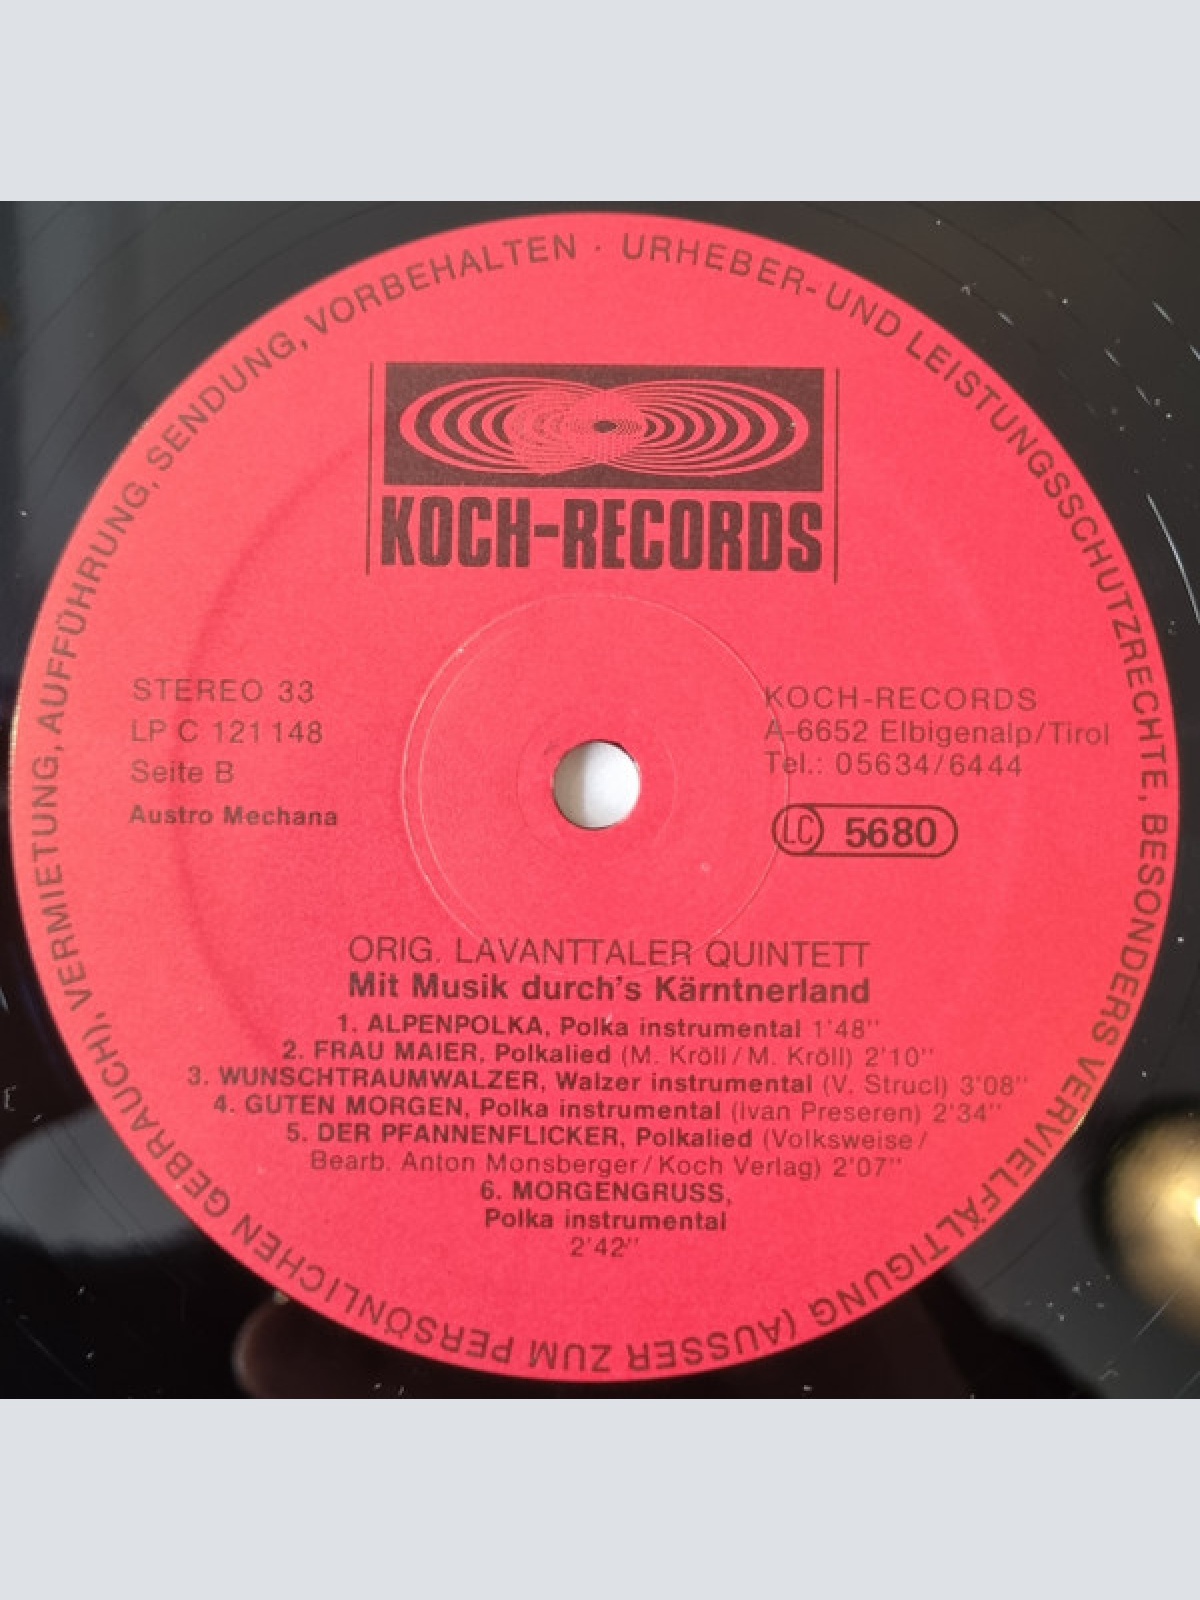 URHEBER- UND LEISTUNGSSCHUTZRECHTE, BESONDERS VERVIELFÄLTIGUNG (AUSSER ZUM PERSÖNLICHEN GEBRAUCH), VERMIETUNG, AUFFÜHRUNG, SENDUNG, VORBEHALTEN ·
KOCH-RECORDS
STEREO 33
LP C 121 148
Seite B
Austro Mechana
KOCH-RECORDS
A-6652 Elbigenalp/Tirol
Tel.: 05634/6444
LC 5680
ORIG. LAVANTTALER QUINTETT
Mit Musik durch's Kärntnerland
1. ALPENPOLKA, Polka instrumental 1'48''
2. FRAU MAIER, Polkalied (M. Kröll/M. Kröll) 2'10''
3. WUNSCHTRAUMWALZER, Walzer instrumental (V. Strucl) 3'08''
4. GUTEN MORGEN, Polka instrumental (Ivan Preseren) 2'34''
5. DER PFANNENFLICKER, Polkalied (Volksweise/
Bearb. Anton Monsberger/Koch Verlag) 2'07''
6. MORGENGRUSS,
Polka instrumental
2'42''